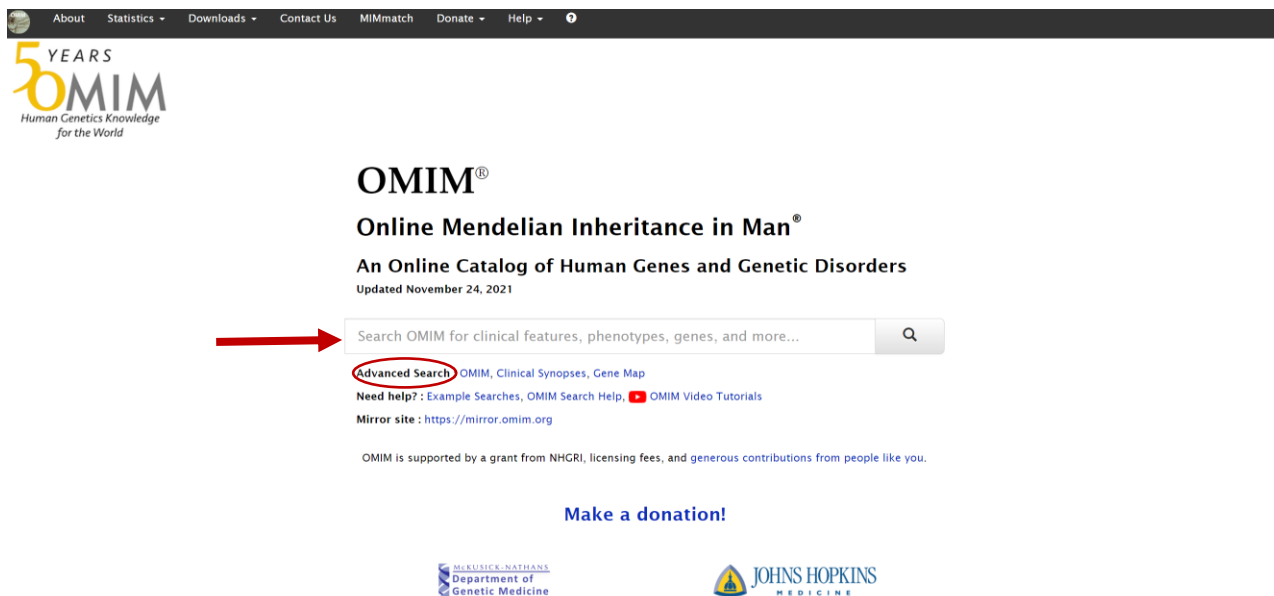 About Statistics Downloads Contact Us MIMmatch Donate Help ?
50 YEARS
OMIM
Human Genetics Knowledge
for the World
OMIM®
Online Mendelian Inheritance in Man®
An Online Catalog of Human Genes and Genetic Disorders
Updated November 24, 2021
Search OMIM for clinical features, phenotypes, genes, and more...
Advanced Search : OMIM, Clinical Synopses, Gene Map
Need help? : Example Searches, OMIM Search Help, OMIM Video Tutorials
Mirror site : https://mirror.omim.org
OMIM is supported by a grant from NHGRI, licensing fees, and generous contributions from people like you.
Make a donation!
McKUSICK-NATHANS
Department of
Genetic Medicine
JOHNS HOPKINS
MEDICINE